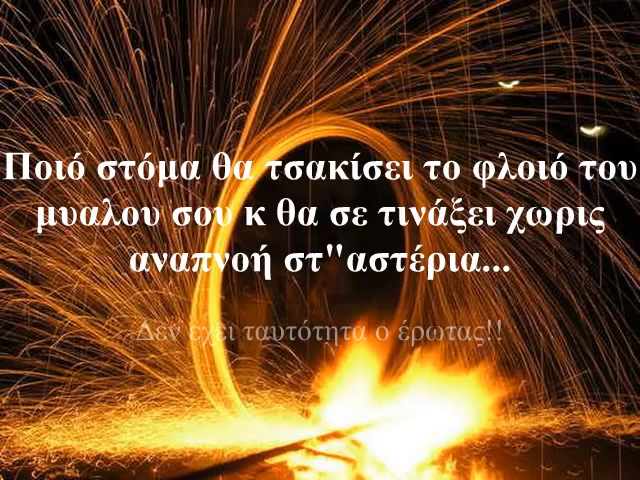 Ποιό στόμα θα τσακίσει το φλοιό του
μυαλου σου κ θα σε τινάξει χωρις
αναπνοή στ"αστέρια...
Δεν εχει ταυτότητα ο έρωτας!!